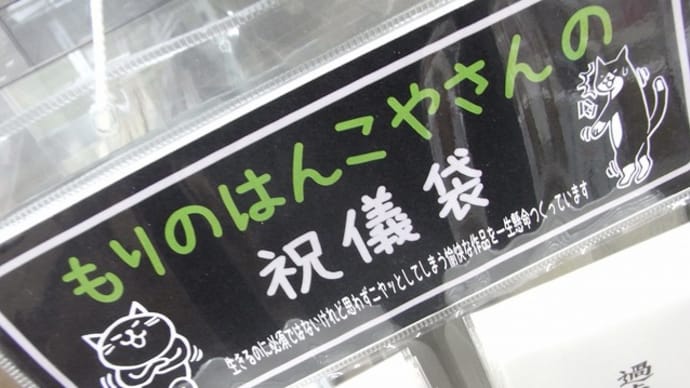 もりのはんこやさんの
祝儀袋
生きるのに必須ではないけれど思わずニヤッとしてしまう愉快な作品を一生懸命つくっています
過